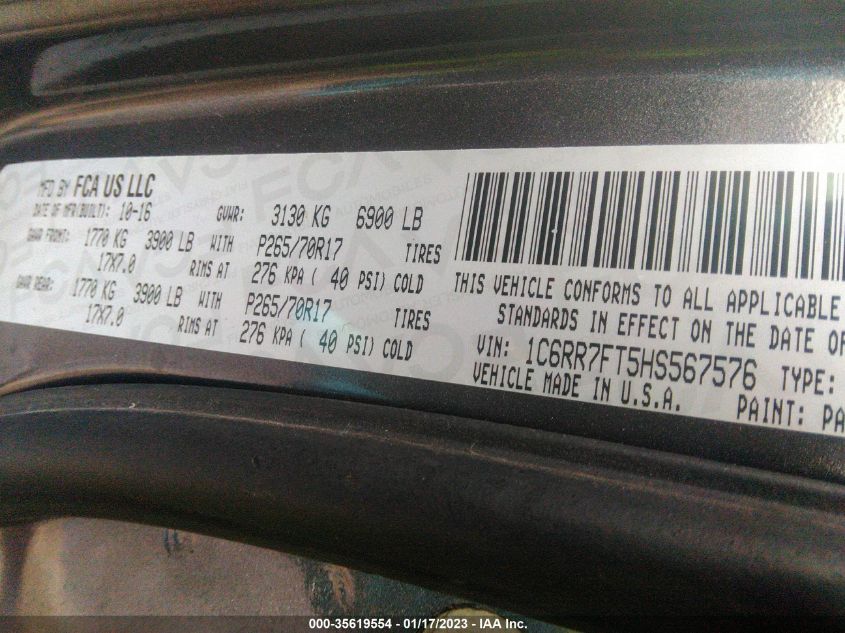 MFD BY FCA US LLC
DATE OF MFR(BUILT): 10-16 GVWR: 3130 KG 6900 LB
GAWR FRONT: 1770 KG 3900 LB WITH P265/70R17 TIRES
17X7.0 RIMS AT 276 KPA ( 40 PSI) COLD
GAWR REAR: 1770 KG 3900 LB WITH P265/70R17 TIRES
17X7.0 RIMS AT 276 KPA ( 40 PSI) COLD
THIS VEHICLE CONFORMS TO ALL APPLICABLE
STANDARDS IN EFFECT ON THE DATE OF
VIN: 1C6RR7FT5HS567576 TYPE:
VEHICLE MADE IN U.S.A. PAINT: PA
000-35619554 - 01/17/2023 - IAA Inc.